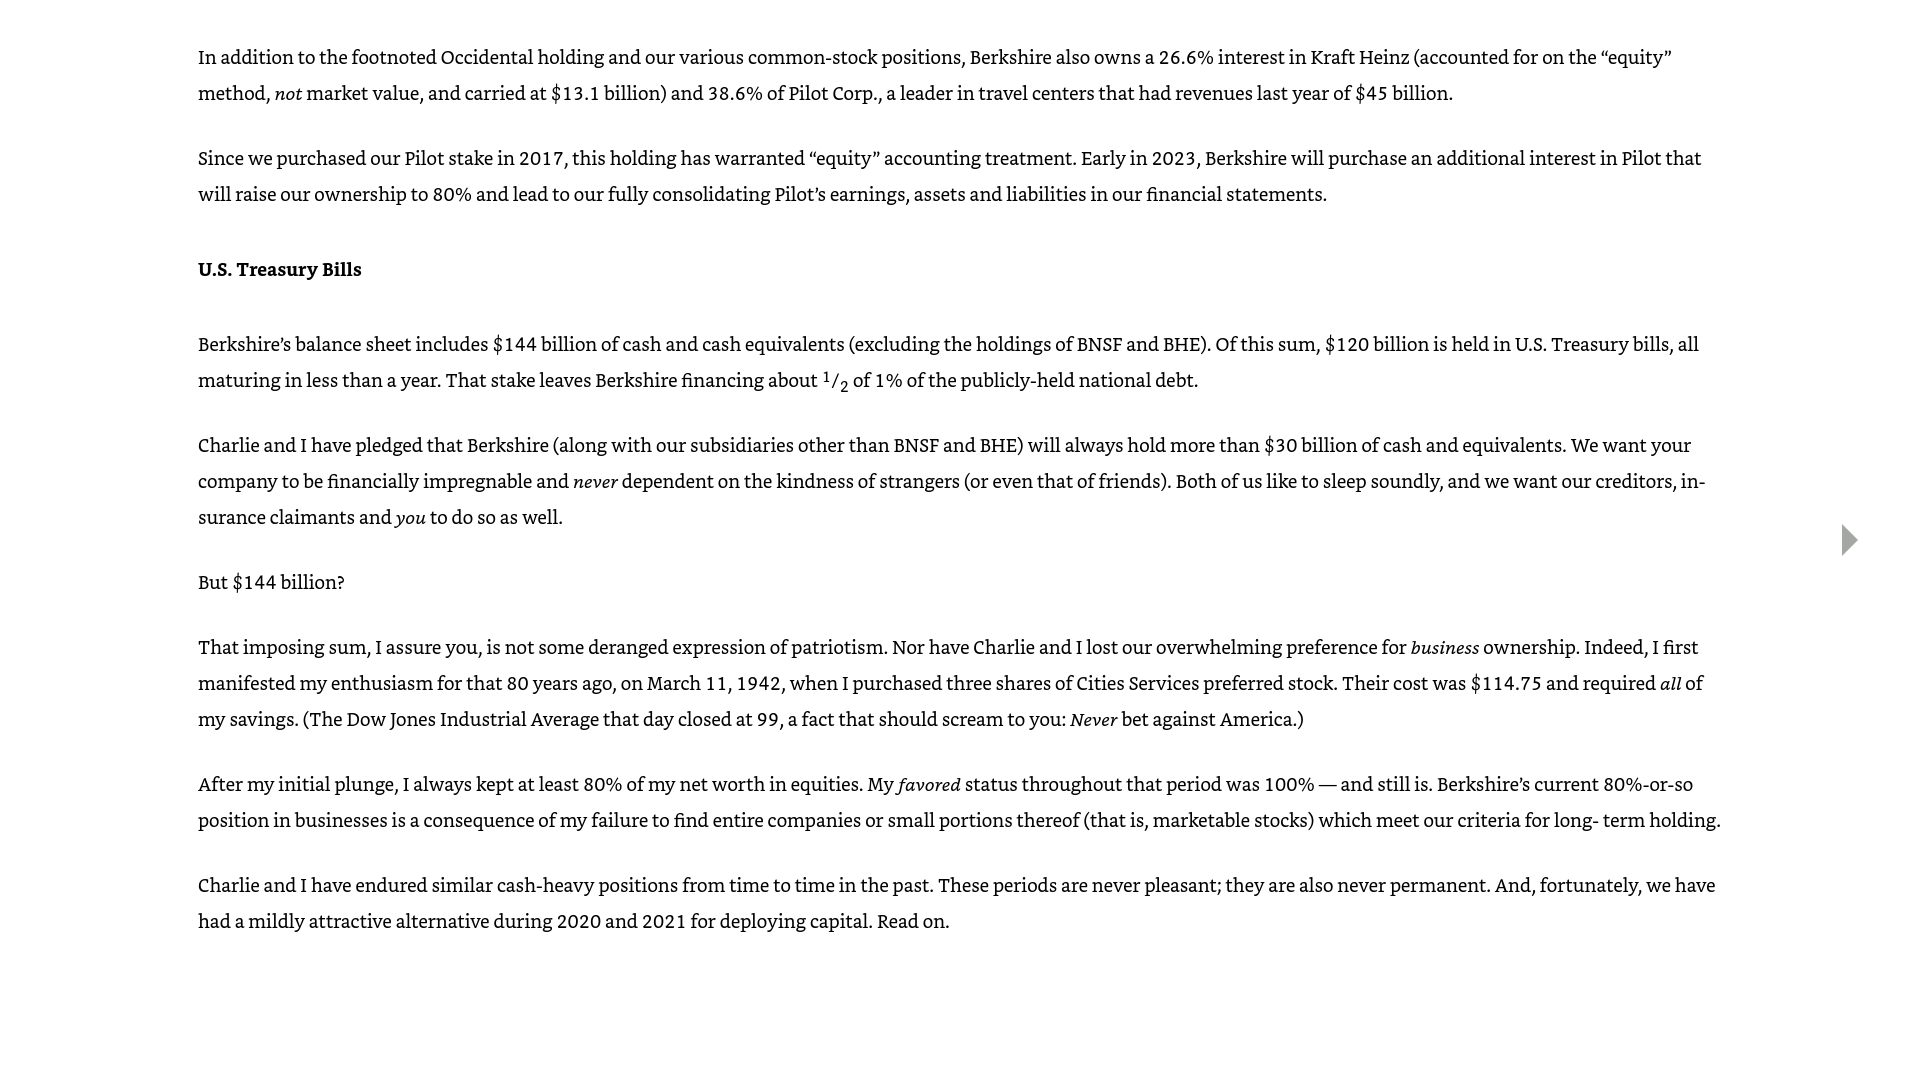 In addition to the footnoted Occidental holding and our various common-stock positions, Berkshire also owns a 26.6% interest in Kraft Heinz (accounted for on the “equity”
method, not market value, and carried at $13.1 billion) and 38.6% of Pilot Corp., a leader in travel centers that had revenues last year of $45 billion.
Since we purchased our Pilot stake in 2017, this holding has warranted “equity” accounting treatment. Early in 2023, Berkshire will purchase an additional interest in Pilot that
will raise our ownership to 80% and lead to our fully consolidating Pilot’s earnings, assets and liabilities in our financial statements.
U.S. Treasury Bills
Berkshire’s balance sheet includes $144 billion of cash and cash equivalents (excluding the holdings of BNSF and BHE). Of this sum, $120 billion is held in U.S. Treasury bills, all
maturing in less than a year. That stake leaves Berkshire financing about 1/2 of 1% of the publicly-held national debt.
Charlie and I have pledged that Berkshire (along with our subsidiaries other than BNSF and BHE) will always hold more than $30 billion of cash and equivalents. We want your
company to be financially impregnable and never dependent on the kindness of strangers (or even that of friends). Both of us like to sleep soundly, and we want our creditors, in-
surance claimants and you to do so as well.
But $144 billion?
That imposing sum, I assure you, is not some deranged expression of patriotism. Nor have Charlie and I lost our overwhelming preference for business ownership. Indeed, I first
manifested my enthusiasm for that 80 years ago, on March 11, 1942, when I purchased three shares of Cities Services preferred stock. Their cost was $114.75 and required all of
my savings. (The Dow Jones Industrial Average that day closed at 99, a fact that should scream to you: Never bet against America.)
After my initial plunge, I always kept at least 80% of my net worth in equities. My favored status throughout that period was 100% — and still is. Berkshire’s current 80%-or-so
position in businesses is a consequence of my failure to find entire companies or small portions thereof (that is, marketable stocks) which meet our criteria for long- term holding.
Charlie and I have endured similar cash-heavy positions from time to time in the past. These periods are never pleasant; they are also never permanent. And, fortunately, we have
had a mildly attractive alternative during 2020 and 2021 for deploying capital. Read on.